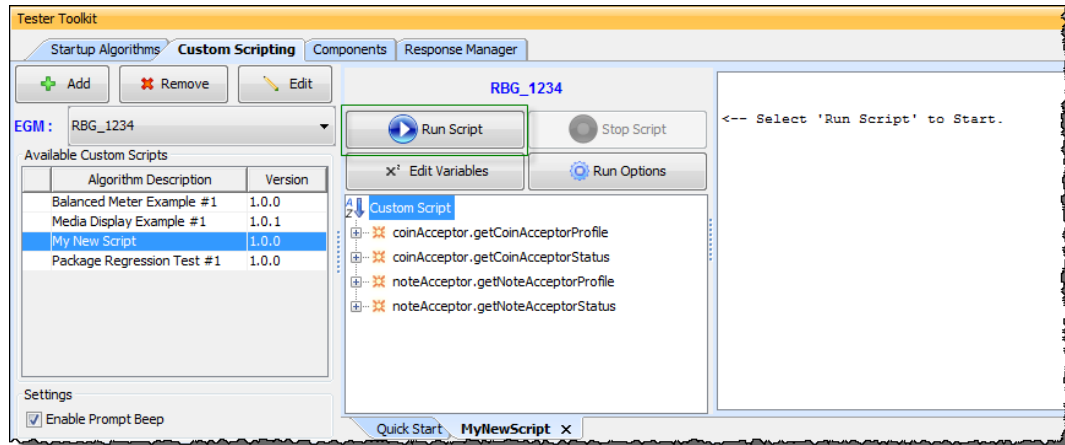 Tester Toolkit
Startup Algorithms Custom Scripting Components Response Manager
Add Remove Edit
EGM : RBG_1234
Available Custom Scripts
Algorithm Description Version
Balanced Meter Example #1 1.0.0
Media Display Example #1 1.0.1
My New Script 1.0.0
Package Regression Test #1 1.0.0
Settings
Enable Prompt Beep
RBG_1234
Run Script Stop Script
x² Edit Variables Run Options
A Z Custom Script
coinAcceptor.getCoinAcceptorProfile
coinAcceptor.getCoinAcceptorStatus
noteAcceptor.getNoteAcceptorProfile
noteAcceptor.getNoteAcceptorStatus
Quick Start MyNewScript X
<-- Select 'Run Script' to Start.